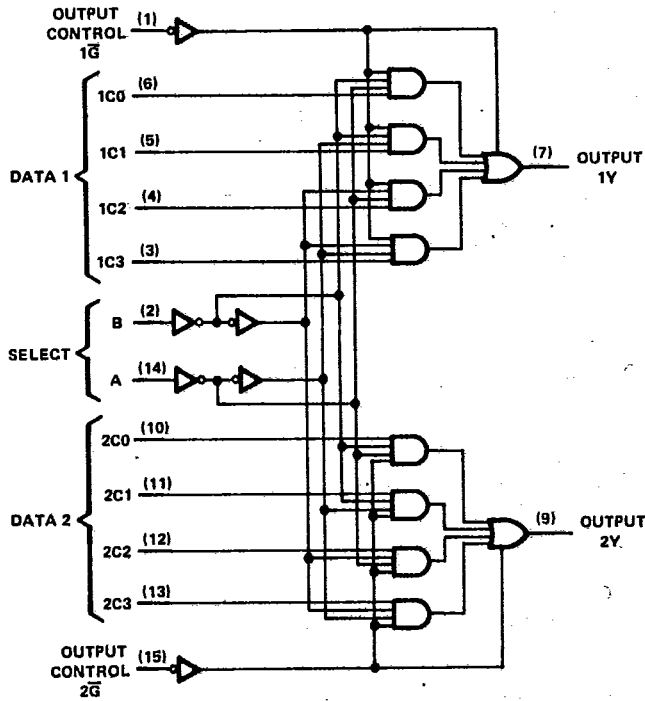 OUTPUT (1)
CONTROL
1G̅
(6)
1C0
(5)
1C1
DATA 1
(7) OUTPUT
1Y
(4)
1C2
(3)
1C3
(2)
B
SELECT
(14)
A
(10)
2C0
(11)
2C1
DATA 2
(9) OUTPUT
2Y
(12)
2C2
(13)
2C3
OUTPUT
CONTROL (15)
2G̅